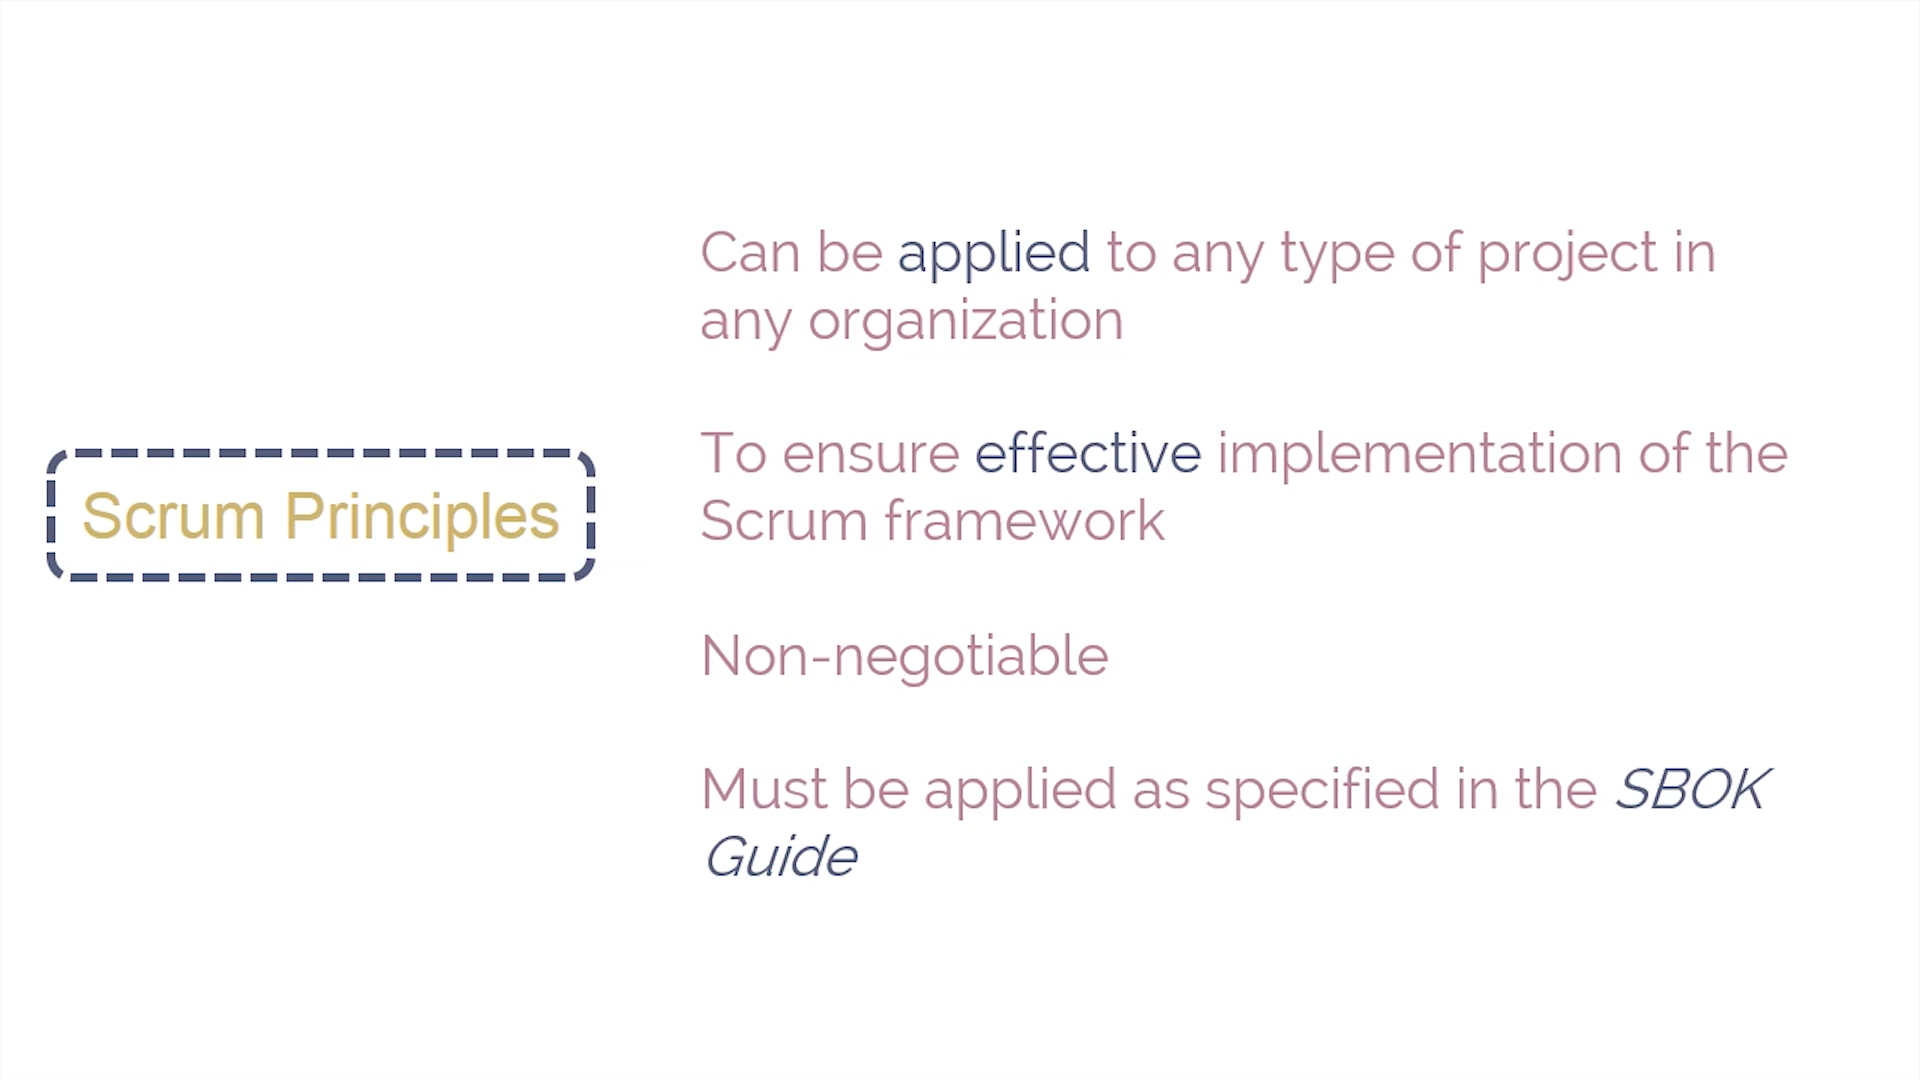 Scrum Principles
Can be applied to any type of project in
any organization
To ensure effective implementation of the
Scrum framework
Non-negotiable
Must be applied as specified in the SBOK
Guide